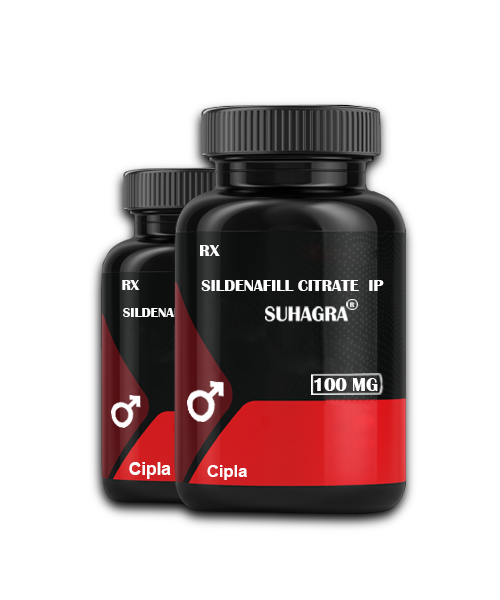 RX
SILDENAFILL CITRATE IP
SUHAGRA®
100 MG
Cipla
RX
SILDENA
Cipla